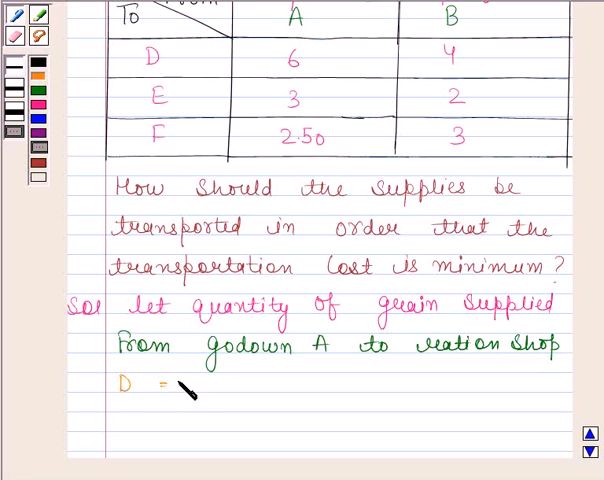 To A B
D 6 4
E 3 2
F 2.50 3
How should the supplies be
transported in order that the
transportation cost is minimum?
Sol let quantity of grain supplied
From godown A to ration shop
D =